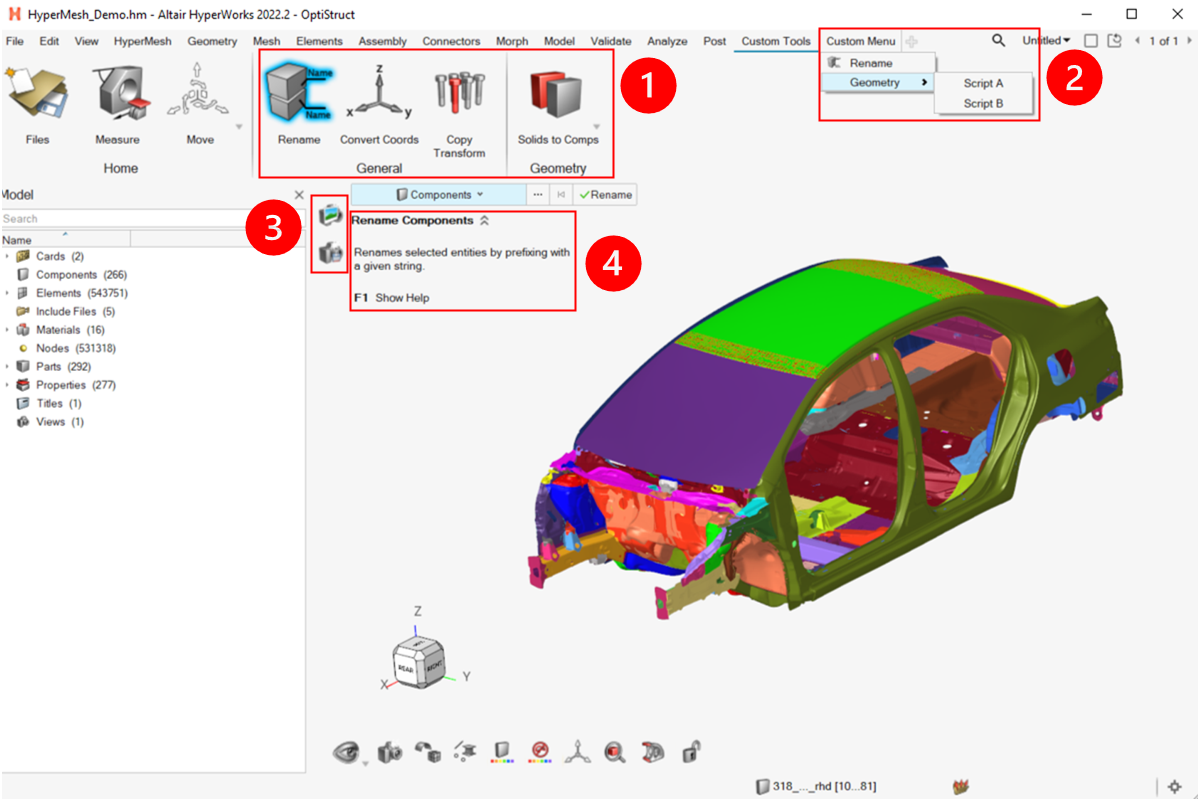 HyperMesh_Demo.hm - Altair HyperWorks 2022.2 - OptiStruct
File Edit View HyperMesh Geometry Mesh Elements Assembly Connectors Morph Model Validate Analyze Post Custom Tools Custom Menu Untitled 1 of 1
Rename
Geometry
Script A
Script B
1
2
Name
Name
Z
X
Y
Files Measure Move Rename Convert Coords Copy Transform Solids to Comps
Home General Geometry
Model
Search
Name
Cards (2)
Components (266)
Elements (543751)
Include Files (5)
Materials (16)
Nodes (531318)
Parts (292)
Properties (277)
Titles (1)
Views (1)
3
Components ... Rename
Rename Components
Renames selected entities by prefixing with
a given string.
F1 Show Help
4
Z
REAR RIGHT
X Y
318_..._rhd [10...81]